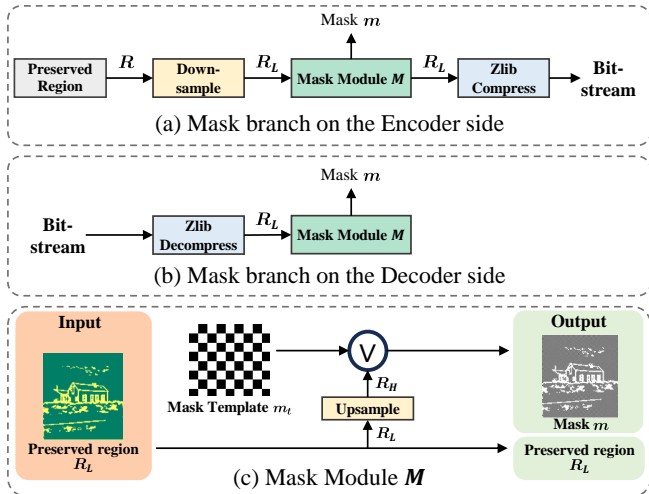 Mask m
Preserved
Region
R
Down-
sample
R_L
Mask Module M
R_L
Zlib
Compress
Bit-
stream
(a) Mask branch on the Encoder side
Mask m
Bit-
stream
Zlib
Decompress
R_L
Mask Module M
(b) Mask branch on the Decoder side
Input
Preserved region
R_L
Mask Template m_t
V
R_H
Upsample
R_L
Output
Mask m
Preserved region
R_L
(c) Mask Module M